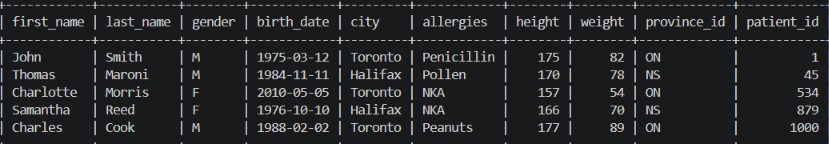 | first_name | last_name | gender | birth_date | city | allergies | height | weight | province_id | patient_id |
| John | Smith | M | 1975-03-12 | Toronto | Penicillin | 175 | 82 | ON | 1 |
| Thomas | Maroni | M | 1984-11-11 | Halifax | Pollen | 170 | 78 | NS | 45 |
| Charlotte | Morris | F | 2010-05-05 | Toronto | NKA | 157 | 54 | ON | 534 |
| Samantha | Reed | F | 1976-10-10 | Halifax | NKA | 166 | 70 | NS | 879 |
| Charles | Cook | M | 1988-02-02 | Toronto | Peanuts | 177 | 89 | ON | 1000 |